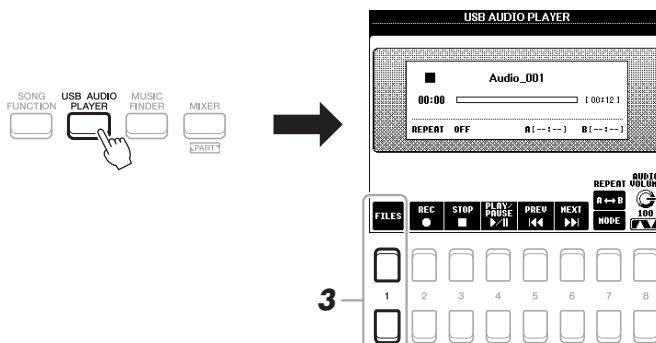 SONG FUNCTION
USB AUDIO PLAYER
MUSIC FINDER
MIXER
PART
USB AUDIO PLAYER
Audio_001
00:00 [00:12]
REPEAT OFF A[--:--] B[--:--]
REPEAT
FILES
REC
STOP
PLAY/PAUSE
PREV
NEXT
A↔B
MODE
100
3
1 2 3 4 5 6 7 8